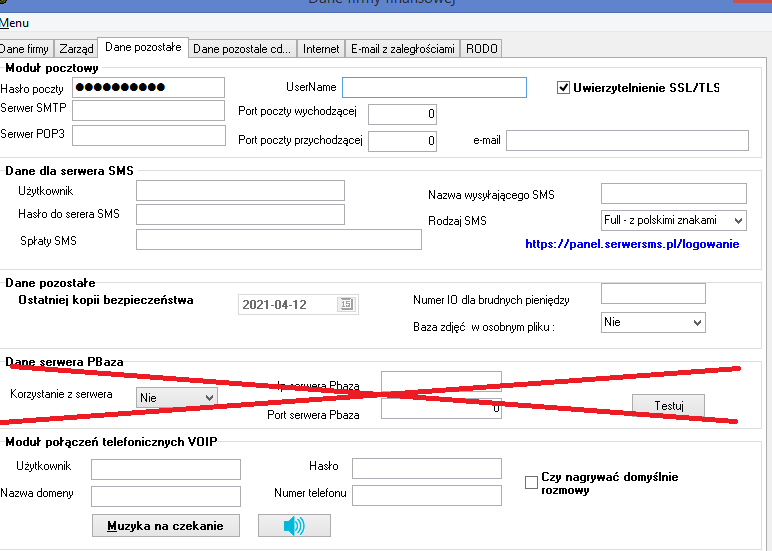 Dane firmy finansowej
Menu
Dane firmy Zarząd Dane pozostałe Dane pozostale cd... Internet E-mail z zaległościami RODO
Moduł pocztowy
Hasło poczty ●●●●●●●●●● UserName Uwierzytelnienie SSL/TLS
Serwer SMTP Port poczty wychodzącej 0
Serwer POP3 Port poczty przychodzącej 0 e-mail
Dane dla serwera SMS
Użytkownik Nazwa wysyłającego SMS
Hasło do serera SMS Rodzaj SMS Full - z polskimi znakami
Spłaty SMS
https://panel.serwersms.pl/logowanie
Dane pozostałe
Ostatniej kopii bezpieczeństwa 2021-04-12 15 Numer IO dla brudnych pieniędzy
Baza zdjęć w osobnym pliku : Nie
Dane serwera PBaza
Korzystanie z serwera Nie Ip serwera Pbaza
Port serwera Pbaza 0 Testuj
Moduł połączeń telefonicznych VOIP
Użytkownik Hasło Czy nagrywać domyślnie
rozmowy
Nazwa domeny Numer telefonu
Muzyka na czekanie